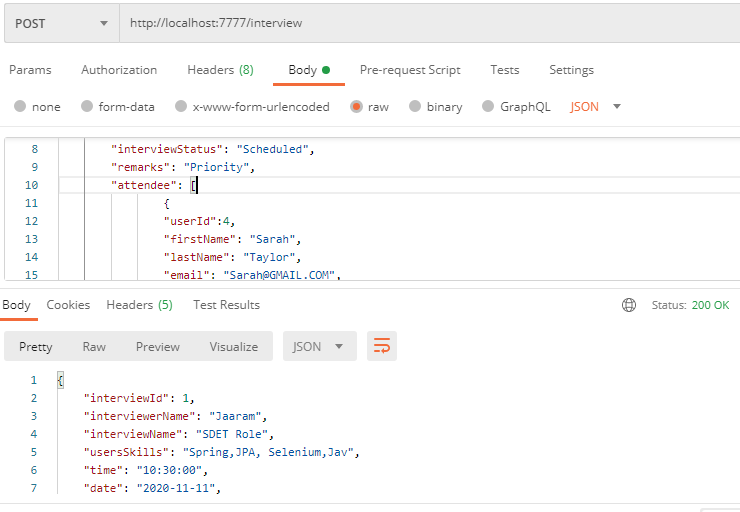 POST http://localhost:7777/interview
Params Authorization Headers (8) Body Pre-request Script Tests Settings
none form-data x-www-form-urlencoded raw binary GraphQL JSON
8 "interviewStatus": "Scheduled",
9 "remarks": "Priority",
10 "attendee": [
11 {
12 "userId":4,
13 "firstName": "Sarah",
14 "lastName": "Taylor",
15 "email": "Sarah@GMAIL.COM",
Body Cookies Headers (5) Test Results Status: 200 OK
Pretty Raw Preview Visualize JSON
1 {
2 "interviewId": 1,
3 "interviewerName": "Jaaram",
4 "interviewName": "SDET Role",
5 "usersSkills": "Spring,JPA, Selenium,Jav",
6 "time": "10:30:00",
7 "date": "2020-11-11",